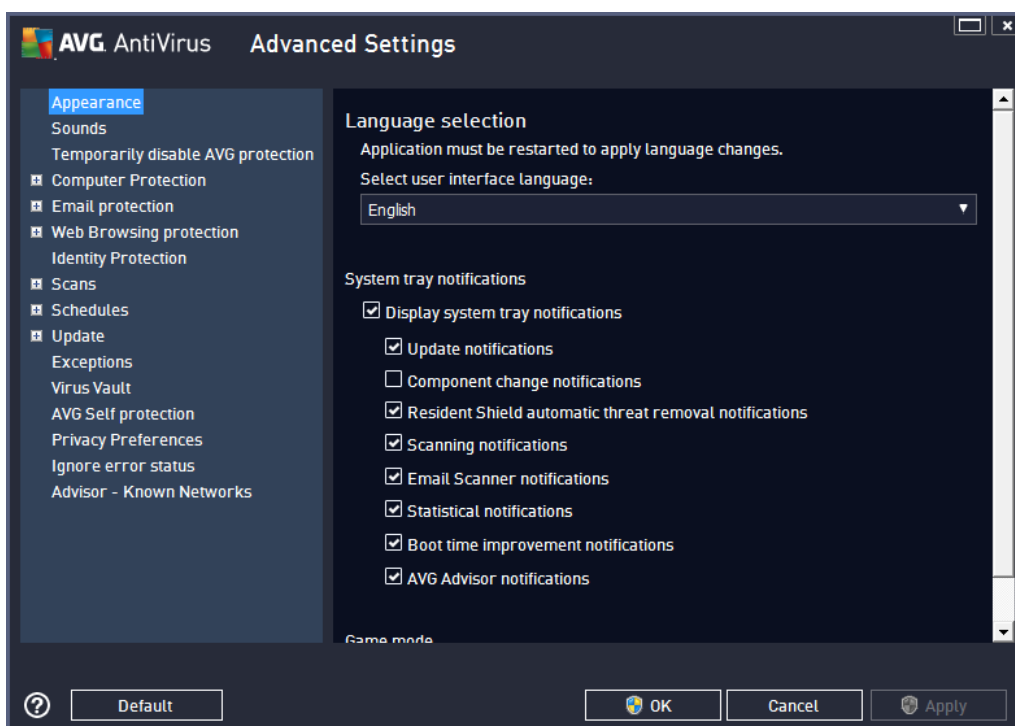 AVG. AntiVirus Advanced Settings
Appearance
Sounds
Temporarily disable AVG protection
Computer Protection
Email protection
Web Browsing protection
Identity Protection
Scans
Schedules
Update
Exceptions
Virus Vault
AVG Self protection
Privacy Preferences
Ignore error status
Advisor - Known Networks
Language selection
Application must be restarted to apply language changes.
Select user interface language:
English
System tray notifications
Display system tray notifications
Update notifications
Component change notifications
Resident Shield automatic threat removal notifications
Scanning notifications
Email Scanner notifications
Statistical notifications
Boot time improvement notifications
AVG Advisor notifications
Game mode
? Default OK Cancel Apply